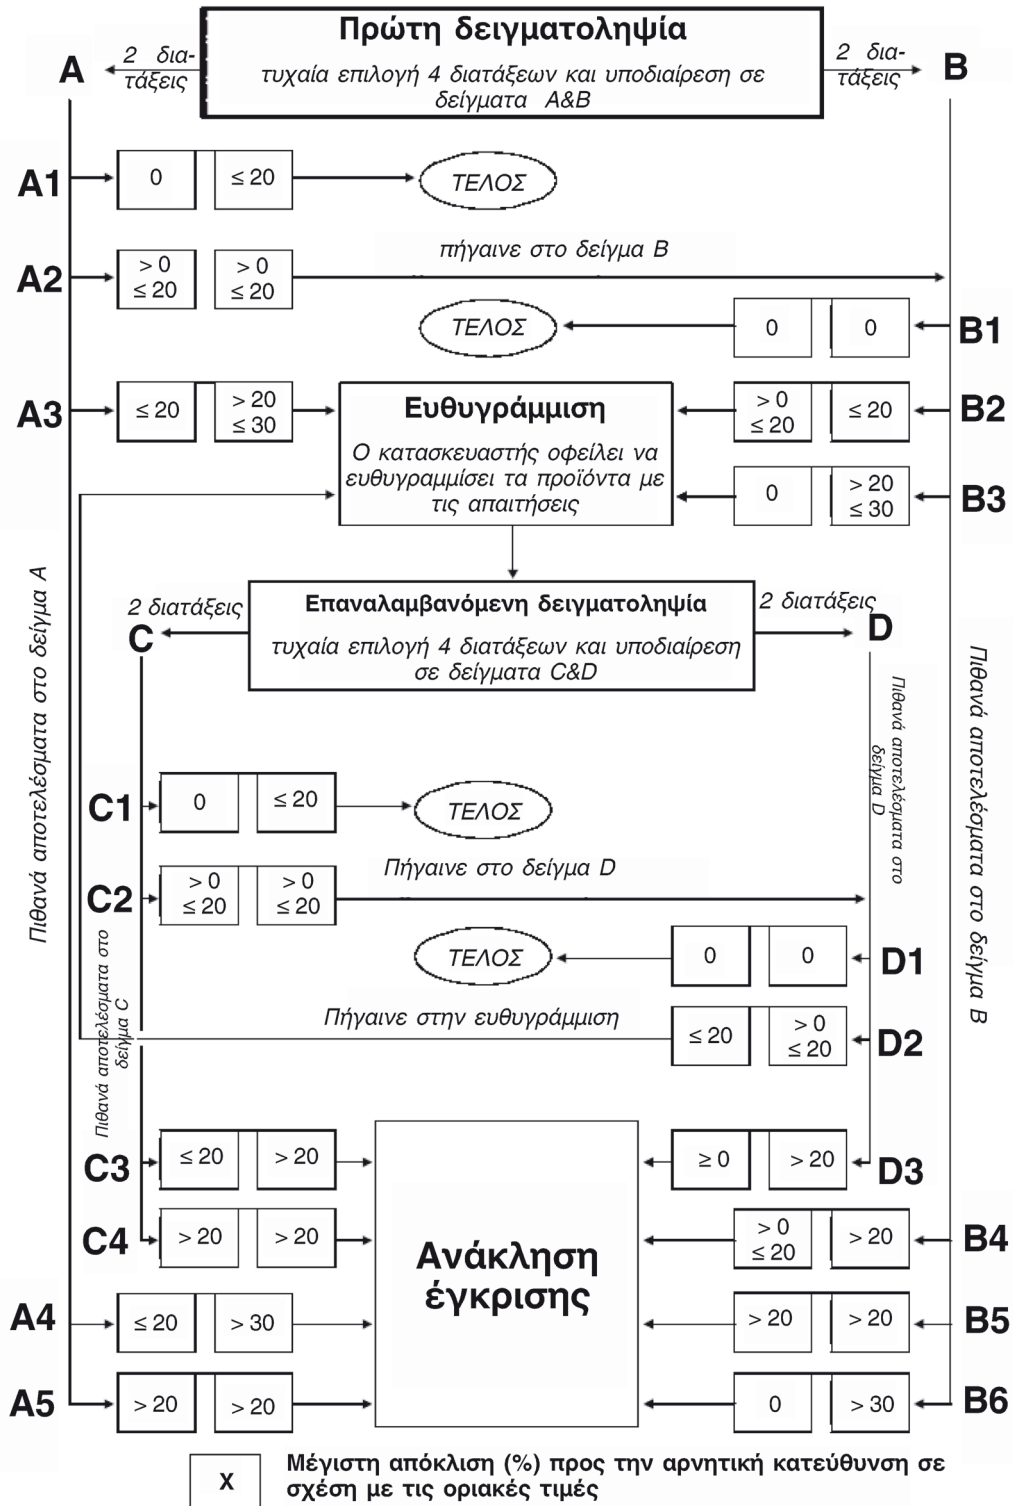 Πρώτη δειγματοληψία
τυχαία επιλογή 4 διατάξεων και υποδιαίρεση σε
δείγματα A&B
A
2 δια-
τάξεις
2 δια-
τάξεις
B
A1
0
≤ 20
ΤΕΛΟΣ
A2
> 0
≤ 20
> 0
≤ 20
πήγαινε στο δείγμα B
ΤΕΛΟΣ
0
0
B1
A3
≤ 20
> 20
≤ 30
Ευθυγράμμιση
Ο κατασκευαστής οφείλει να
ευθυγραμμίσει τα προϊόντα με
τις απαιτήσεις
> 0
≤ 20
≤ 20
B2
0
> 20
≤ 30
B3
Πιθανά αποτελέσματα στο δείγμα A
2 διατάξεις
C
Επαναλαμβανόμενη δειγματοληψία
τυχαία επιλογή 4 διατάξεων και υποδιαίρεση
σε δείγματα C&D
2 διατάξεις
D
Πιθανά αποτελέσματα στο
δείγμα D
Πιθανά αποτελέσματα στο δείγμα B
C1
0
≤ 20
ΤΕΛΟΣ
C2
> 0
≤ 20
> 0
≤ 20
Πήγαινε στο δείγμα D
ΤΕΛΟΣ
0
0
D1
Πιθανά αποτελέσματα στο
δείγμα C
Πήγαινε στην ευθυγράμμιση
≤ 20
> 0
≤ 20
D2
C3
≤ 20
> 20
≥ 0
> 20
D3
C4
> 20
> 20
Ανάκληση
έγκρισης
> 0
≤ 20
> 20
B4
A4
≤ 20
> 30
> 20
> 20
B5
A5
> 20
> 20
0
> 30
B6
X
Μέγιστη απόκλιση (%) προς την αρνητική κατεύθυνση σε
σχέση με τις οριακές τιμές